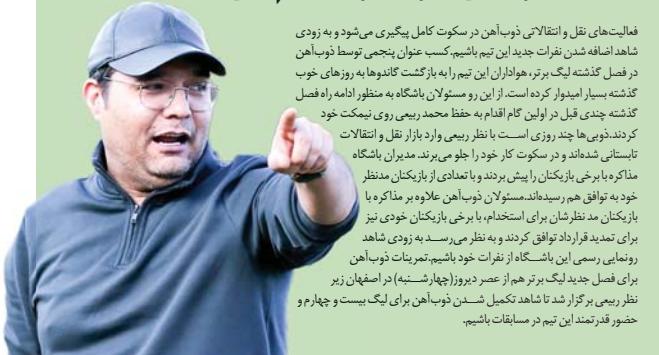 فعالیت‌های نقل و انتقالاتی ذوب‌آهن در سکوت کامل پیگیری می‌شود و به زودی
شاهد اضافه شدن نفرات جدید این تیم باشیم.کسب عنوان پنجمی توسط ذوب‌آهن
در فصل گذشته لیگ برتر، هواداران این تیم را به بازگشت گاندوها به روزهای خوب
گذشته بسیار امیدوار کرده است. از این رو مسئولان باشگاه به منظور ادامه راه فصل
گذشته چندی قبل در اولین گام اقدام به حفظ محمد ربیعی روی نیمکت خود
کردند.ذوبی‌ها چند روزی است با نظر ربیعی وارد بازار نقل و انتقالات
تابستانی شده‌اند و در سکوت کار خود را جلو می‌برند. مدیران باشگاه
مذاکره با برخی بازیکنان را پیش بردند و با تعدادی از بازیکنان مدنظر
خود به توافق هم رسیده‌اند.مسئولان ذوب‌آهن علاوه بر مذاکره با
بازیکنان مد نظرشان برای استخدام، با برخی بازیکنان خودی نیز
برای تمدید قرارداد توافق کردند و به نظر می‌رسد به زودی شاهد
رونمایی رسمی این باشگاه از نفرات خود باشیم.تمرینات ذوب‌آهن
برای فصل جدید لیگ برتر هم از عصر دیروز(چهارشنبه) در اصفهان زیر
نظر ربیعی برگزار شد تا شاهد تکمیل شدن ذوب‌آهن برای لیگ بیست و چهارم و
حضور قدرتمند این تیم در مسابقات باشیم.